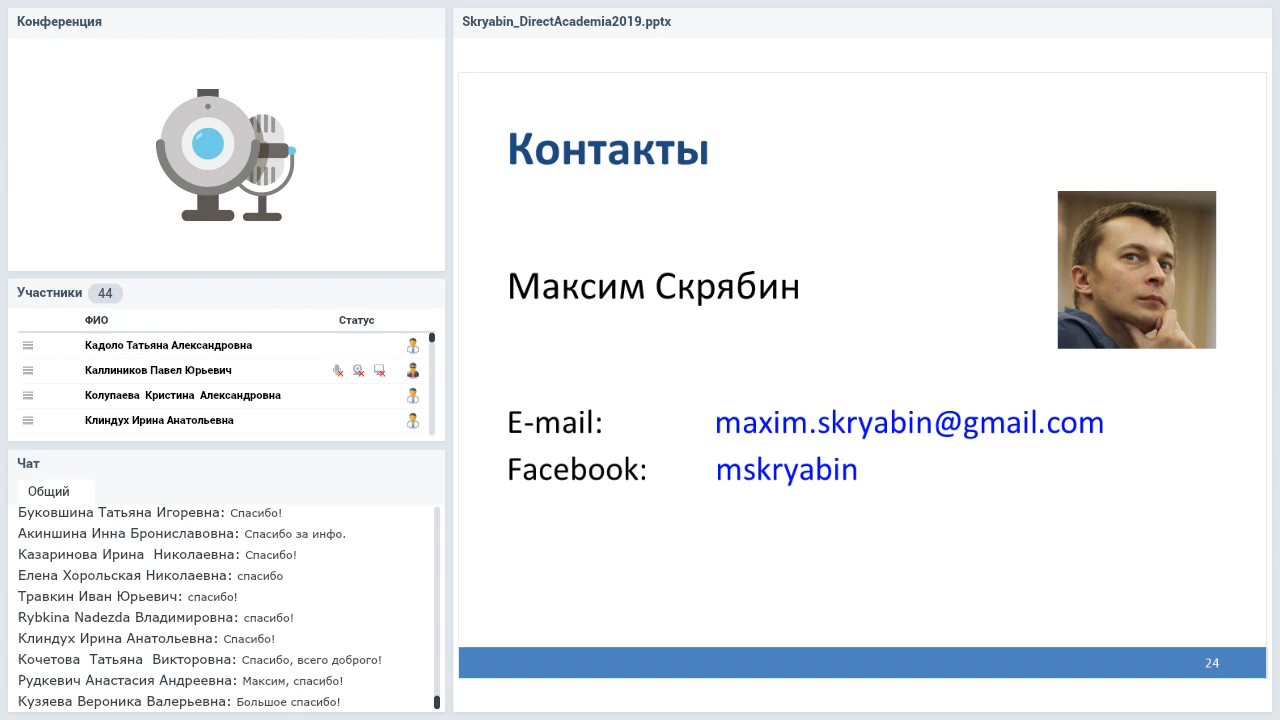 Конференция
Участники 44
ФИО Статус
Кадоло Татьяна Александровна
Каллиников Павел Юрьевич
Колупаева Кристина Александровна
Клиндух Ирина Анатольевна
Чат
Общий
Буковшина Татьяна Игоревна: Спасибо!
Акиншина Инна Брониславовна: Спасибо за инфо.
Казаринова Ирина Николаевна: Спасибо!
Елена Хорольская Николаевна: спасибо
Травкин Иван Юрьевич: спасибо!
Rybkina Nadezda Владимировна: спасибо!
Клиндух Ирина Анатольевна: Спасибо!
Кочетова Татьяна Викторовна: Спасибо, всего доброго!
Рудкевич Анастасия Андреевна: Максим, спасибо!
Кузяева Вероника Валерьевна: Большое спасибо!
Skryabin_DirectAcademia2019.pptx
Контакты
Максим Скрябин
E-mail: maxim.skryabin@gmail.com
Facebook: mskryabin
24